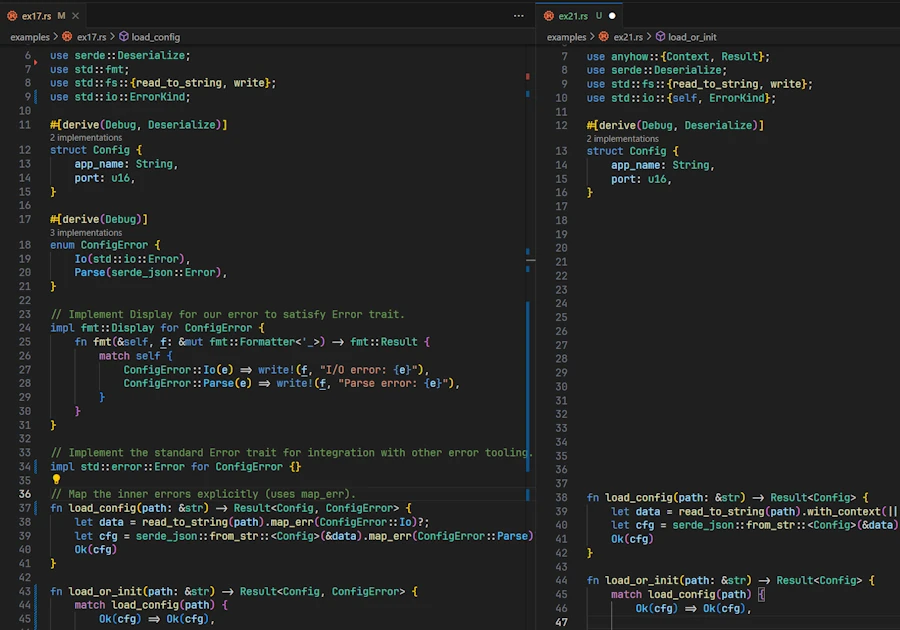 ex17.rs M
examples > ex17.rs > load_config
6 use serde::Deserialize;
7 use std::fmt;
8 use std::fs::{read_to_string, write};
9 use std::io::ErrorKind;
10
11 #[derive(Debug, Deserialize)]
2 implementations
12 struct Config {
13 app_name: String,
14 port: u16,
15 }
16
17 #[derive(Debug)]
3 implementations
18 enum ConfigError {
19 Io(std::io::Error),
20 Parse(serde_json::Error),
21 }
22
23 // Implement Display for our error to satisfy Error trait.
24 impl fmt::Display for ConfigError {
25 fn fmt(&self, f: &mut fmt::Formatter<'_>) → fmt::Result {
26 match self {
27 ConfigError::Io(e) ⇒ write!(f, "I/O error: {e}"),
28 ConfigError::Parse(e) ⇒ write!(f, "Parse error: {e}"),
29 }
30 }
31 }
32
33 // Implement the standard Error trait for integration with other error tooling.
34 impl std::error::Error for ConfigError {}
35
36 // Map the inner errors explicitly (uses map_err).
37 fn load_config(path: &str) → Result<Config, ConfigError> {
38 let data = read_to_string(path).map_err(ConfigError::Io)?;
39 let cfg = serde_json::from_str::<Config>(&data).map_err(ConfigError::Parse)
40 Ok(cfg)
41 }
42
43 fn load_or_init(path: &str) → Result<Config, ConfigError> {
44 match load_config(path) {
45 Ok(cfg) ⇒ Ok(cfg),
ex21.rs U
examples > ex21.rs > load_or_init
7 use anyhow::{Context, Result};
8 use serde::Deserialize;
9 use std::fs::{read_to_string, write};
10 use std::io::{self, ErrorKind};
11
12 #[derive(Debug, Deserialize)]
2 implementations
13 struct Config {
14 app_name: String,
15 port: u16,
16 }
17
18
19
20
21
22
23
24
25
26
27
28
29
30
31
32
33
34
35
36
37
38 fn load_config(path: &str) → Result<Config> {
39 let data = read_to_string(path).with_context(||
40 let cfg = serde_json::from_str::<Config>(&data)
41 Ok(cfg)
42 }
43
44 fn load_or_init(path: &str) → Result<Config> {
45 match load_config(path) {
46 Ok(cfg) ⇒ Ok(cfg),
47